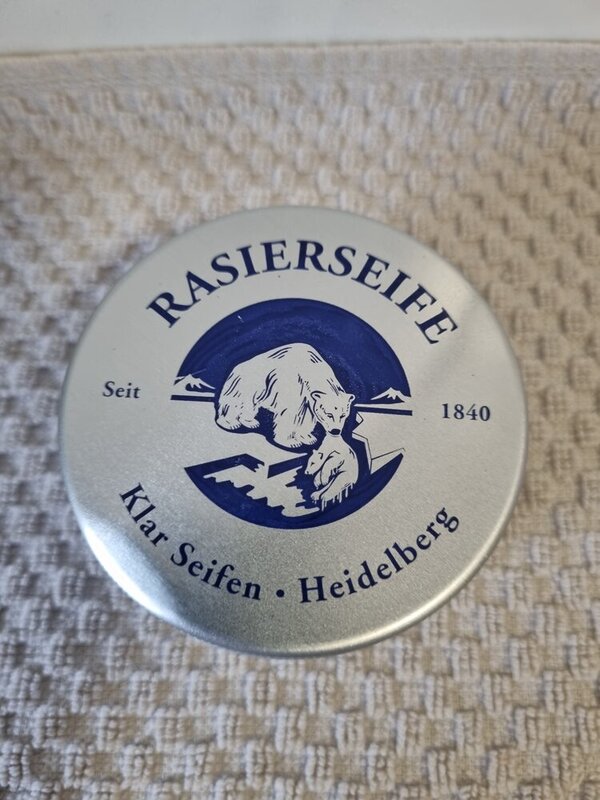 RASIERSEIFE
Seit 1840
Klar Seifen • Heidelberg